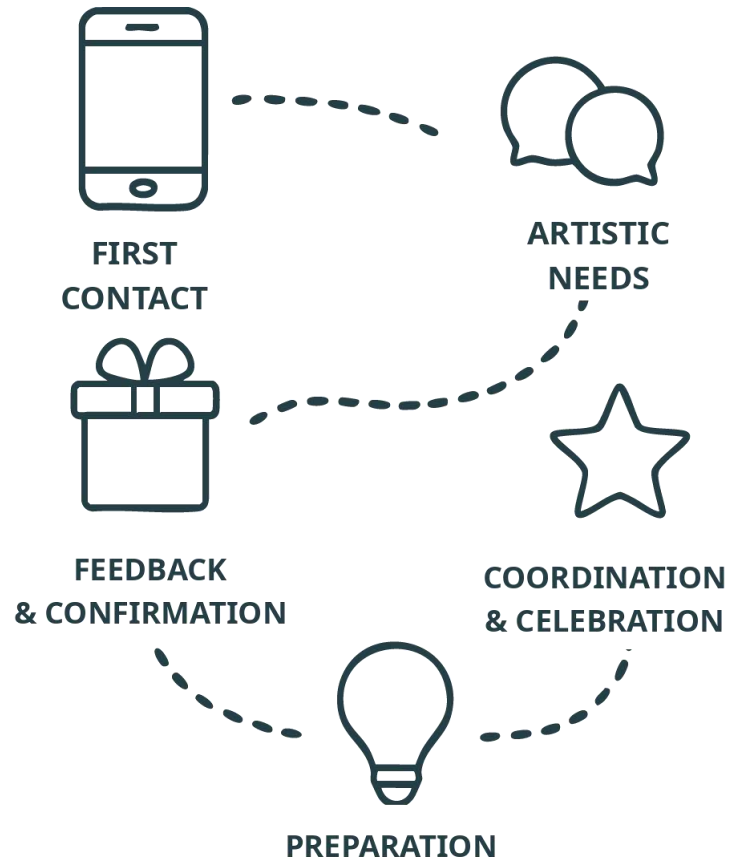 FIRST
CONTACT
ARTISTIC
NEEDS
FEEDBACK
& CONFIRMATION
COORDINATION
& CELEBRATION
PREPARATION